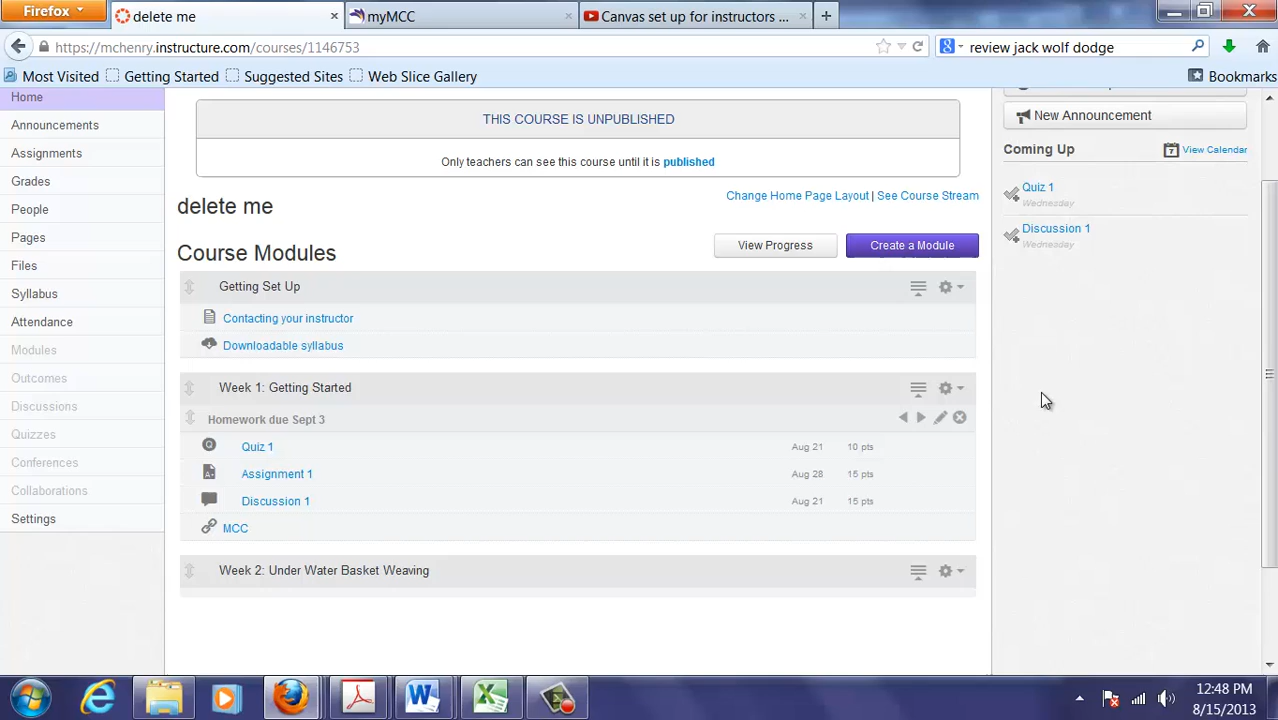 Firefox
delete me
myMCC
Canvas set up for instructors ...
https://mchenry.instructure.com/courses/1146753
review jack wolf dodge
Most Visited
Getting Started
Suggested Sites
Web Slice Gallery
Bookmarks
Home
Announcements
Assignments
Grades
People
Pages
Files
Syllabus
Attendance
Modules
Outcomes
Discussions
Quizzes
Conferences
Collaborations
Settings
THIS COURSE IS UNPUBLISHED
Only teachers can see this course until it is published
Change Home Page Layout | See Course Stream
delete me
Course Modules
View Progress
Create a Module
Getting Set Up
Contacting your instructor
Downloadable syllabus
Week 1: Getting Started
Homework due Sept 3
Quiz 1 Aug 21 10 pts
Assignment 1 Aug 28 15 pts
Discussion 1 Aug 21 15 pts
MCC
Week 2: Under Water Basket Weaving
New Announcement
Coming Up
View Calendar
Quiz 1
Wednesday
Discussion 1
Wednesday
12:48 PM
8/15/2013